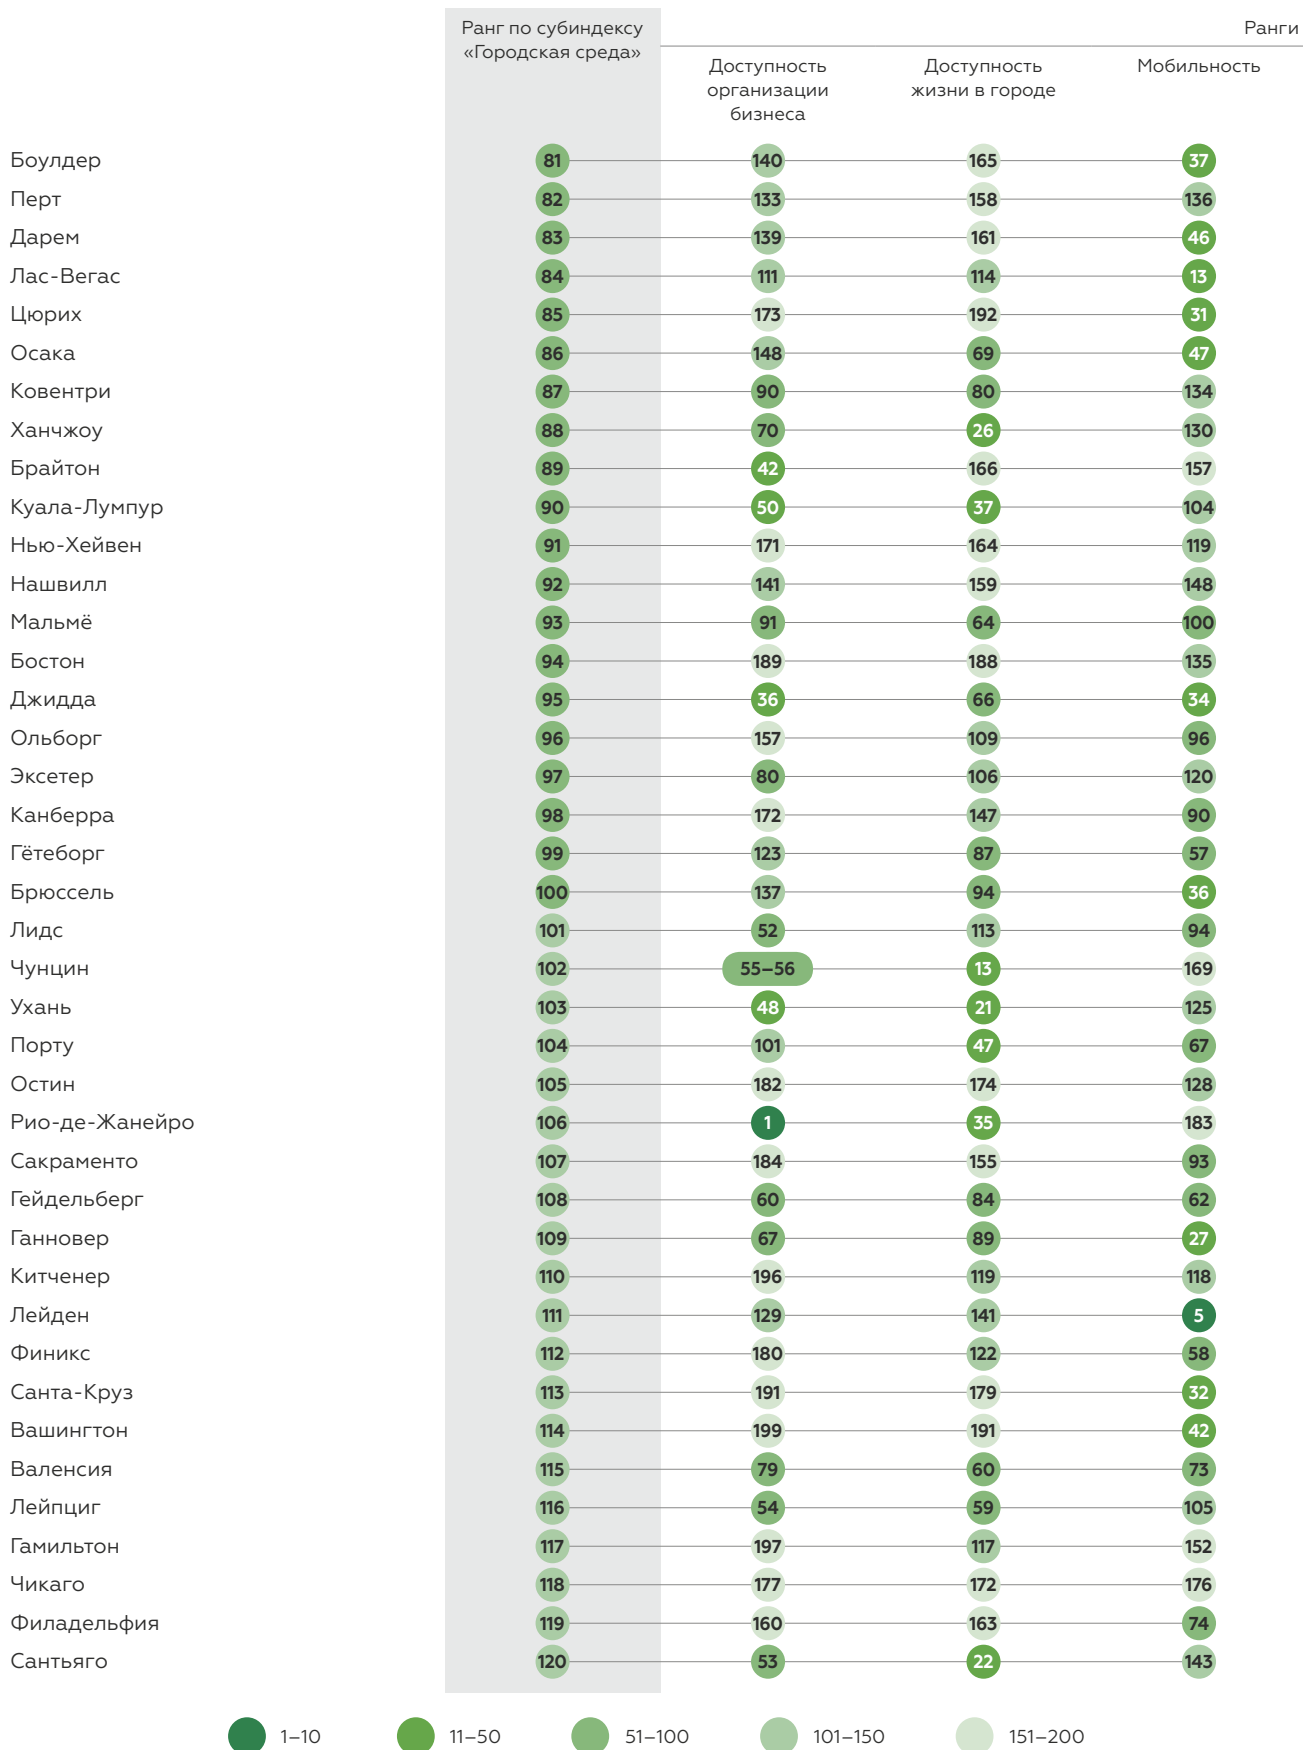 Ранг по субиндексу
«Городская среда»
Ранги
Доступность
организации
бизнеса
Доступность
жизни в городе
Мобильность
Боулдер 81 140 165 37
Перт 82 133 158 136
Дарем 83 139 161 46
Лас-Вегас 84 111 114 13
Цюрих 85 173 192 31
Осака 86 148 69 47
Ковентри 87 90 80 134
Ханчжоу 88 70 26 130
Брайтон 89 42 166 157
Куала-Лумпур 90 50 37 104
Нью-Хейвен 91 171 164 119
Нашвилл 92 141 159 148
Мальмё 93 91 64 100
Бостон 94 189 188 135
Джидда 95 36 66 34
Ольборг 96 157 109 96
Эксетер 97 80 106 120
Канберра 98 172 147 90
Гётеборг 99 123 87 57
Брюссель 100 137 94 36
Лидс 101 52 113 94
Чунцин 102 55–56 13 169
Ухань 103 48 21 125
Порту 104 101 47 67
Остин 105 182 174 128
Рио-де-Жанейро 106 1 35 183
Сакраменто 107 184 155 93
Гейдельберг 108 60 84 62
Ганновер 109 67 89 27
Китченер 110 196 119 118
Лейден 111 129 141 5
Финикс 112 180 122 58
Санта-Круз 113 191 179 32
Вашингтон 114 199 191 42
Валенсия 115 79 60 73
Лейпциг 116 54 59 105
Гамильтон 117 197 117 152
Чикаго 118 177 172 176
Филадельфия 119 160 163 74
Сантьяго 120 53 22 143
1–10 11–50 51–100 101–150 151–200